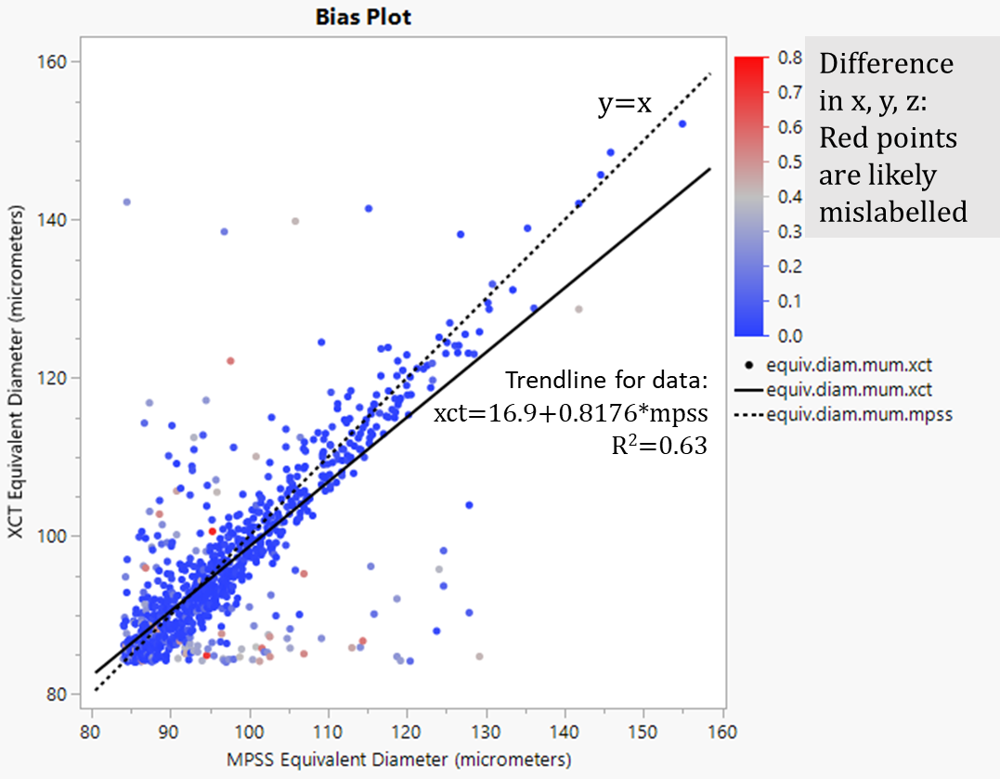 Bias Plot
160
140
120
100
80
XCT Equivalent Diameter (micrometers)
80 90 100 110 120 130 140 150 160
MPSS Equivalent Diameter (micrometers)
y=x
Trendline for data:
xct=16.9+0.8176*mpss
R²=0.63
0.8
0.7
0.6
0.5
0.4
0.3
0.2
0.1
0.0
Difference
in x, y, z:
Red points
are likely
mislabelled
equiv.diam.mum.xct
equiv.diam.mum.xct
equiv.diam.mum.mpss